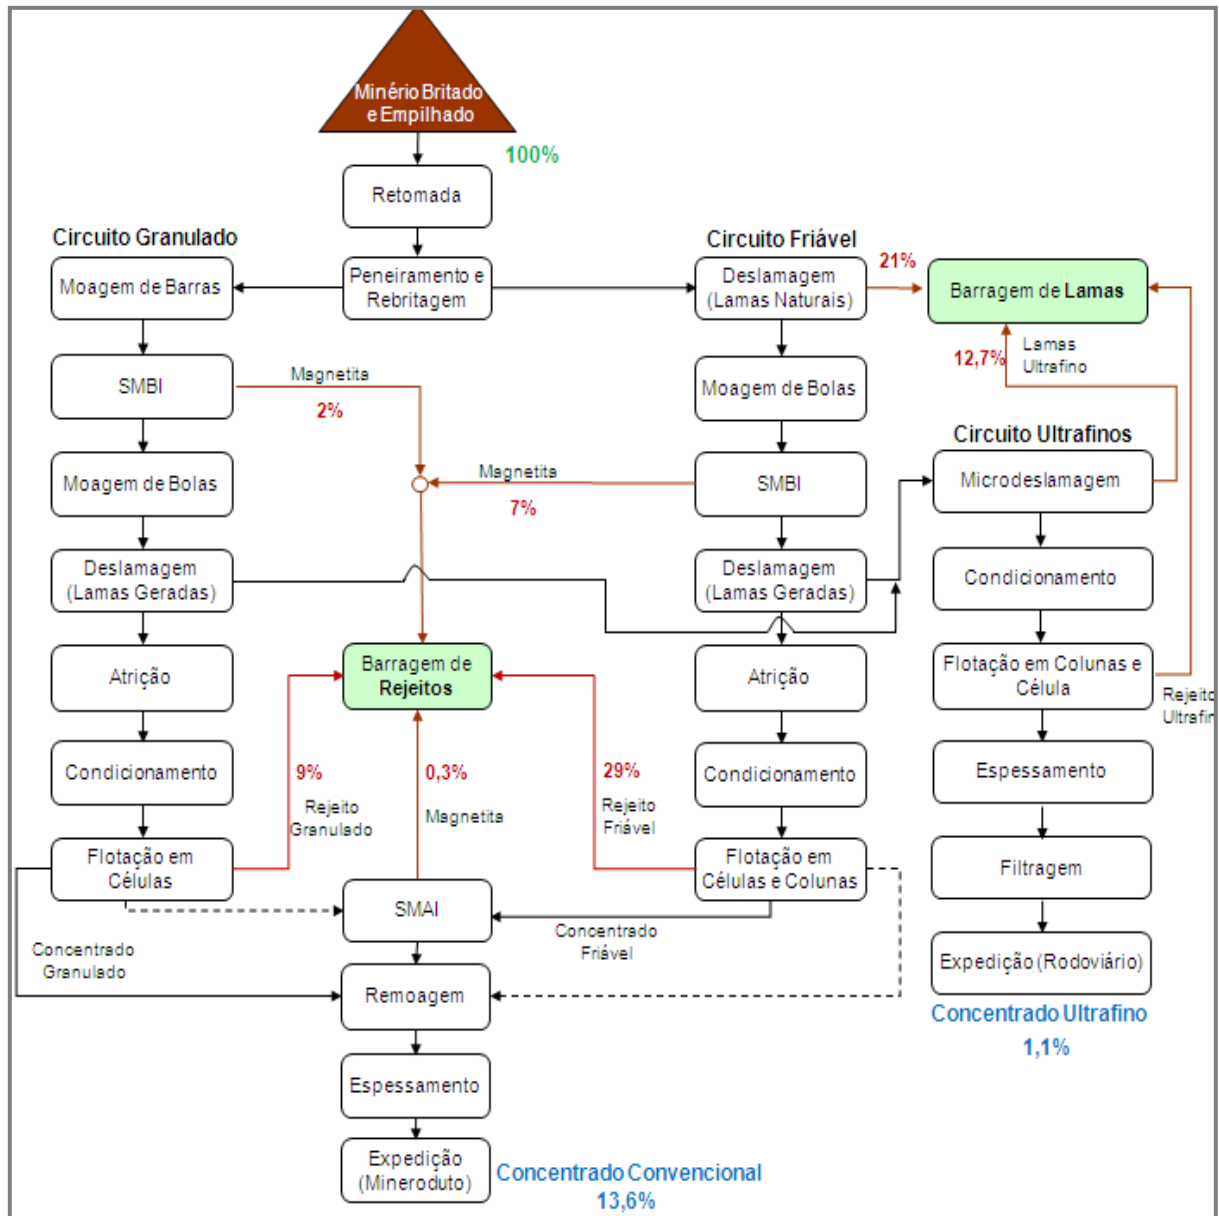 Minério Britado
e Empilhado
100%
Retomada
Circuito Granulado
Circuito Friável
Moagem de Barras
Peneiramento e
Rebritagem
Deslamagem
(Lamas Naturais)
21%
Barragem de Lamas
SMBI
Magnetita
2%
Moagem de Bolas
12,7%
Lamas
Ultrafino
Circuito Ultrafinos
Moagem de Bolas
Magnetita
7%
SMBI
Microdeslamagem
Deslamagem
(Lamas Geradas)
Deslamagem
(Lamas Geradas)
Condicionamento
Atrição
Barragem de
Rejeitos
Atrição
Flotação em Colunas e
Célula
Rejeito
Ultrafin
Condicionamento
9%
Rejeito
Granulado
0,3%
Magnetita
29%
Rejeito
Friável
Condicionamento
Espessamento
Flotação em
Células
Flotação em
Células e Colunas
Filtragem
SMAI
Concentrado
Friável
Concentrado
Granulado
Expedição (Rodoviário)
Remoagem
Concentrado Ultrafino
1,1%
Espessamento
Expedição
(Mineroduto)
Concentrado Convencional
13,6%